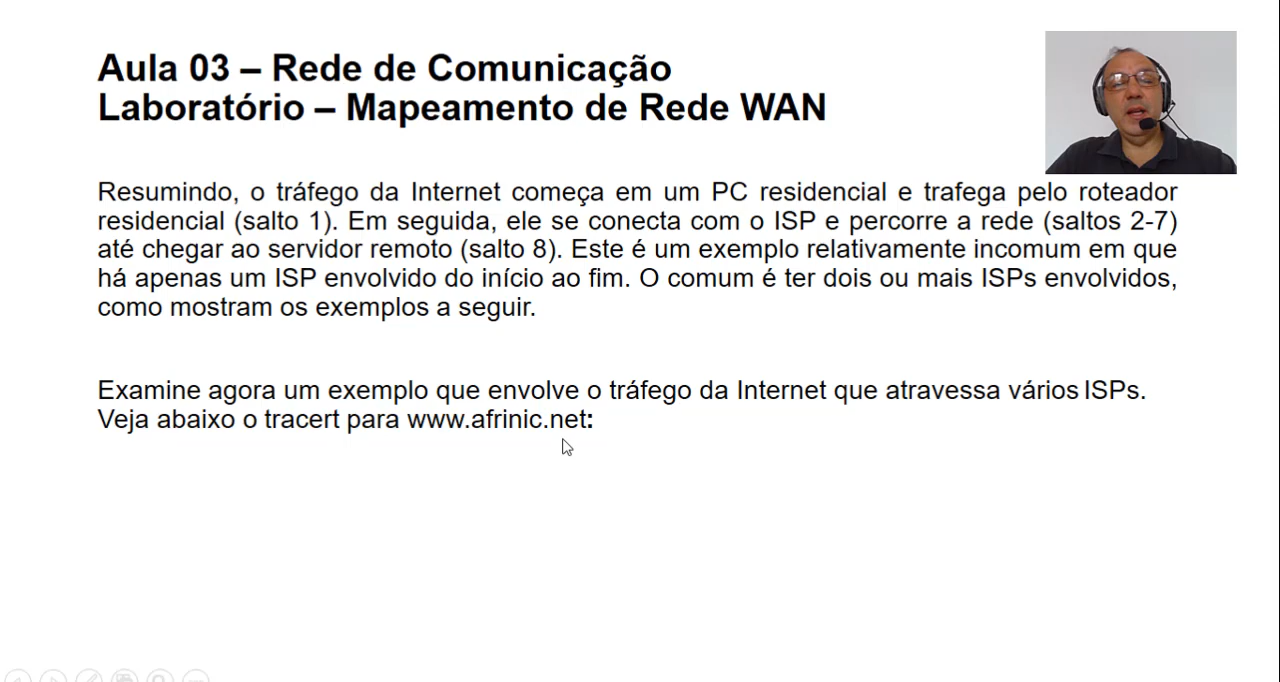 Aula 03 – Rede de Comunicação
Laboratório – Mapeamento de Rede WAN
Resumindo, o tráfego da Internet começa em um PC residencial e trafega pelo roteador
residencial (salto 1). Em seguida, ele se conecta com o ISP e percorre a rede (saltos 2-7)
até chegar ao servidor remoto (salto 8). Este é um exemplo relativamente incomum em que
há apenas um ISP envolvido do início ao fim. O comum é ter dois ou mais ISPs envolvidos,
como mostram os exemplos a seguir.
Examine agora um exemplo que envolve o tráfego da Internet que atravessa vários ISPs.
Veja abaixo o tracert para www.afrinic.net: